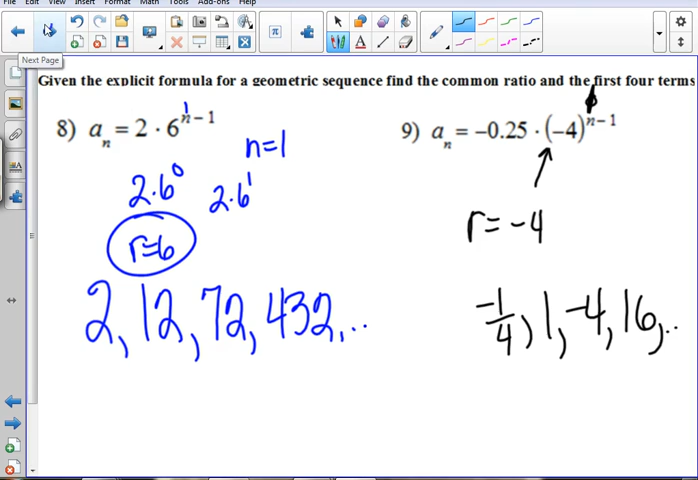 File Edit View Insert Format Math Tools Add-Ons Help
Next Page
Given the explicit formula for a geometric sequence find the common ratio and the first four terms
8) aₙ = 2 · 6ⁿ⁻¹
1
n=1
9) aₙ = −0.25 · (−4)ⁿ⁻¹
2·6⁰
2·6¹
r=6
r=−4
2, 12, 72, 432, ...
-1/4, 1, -4, 16, ...